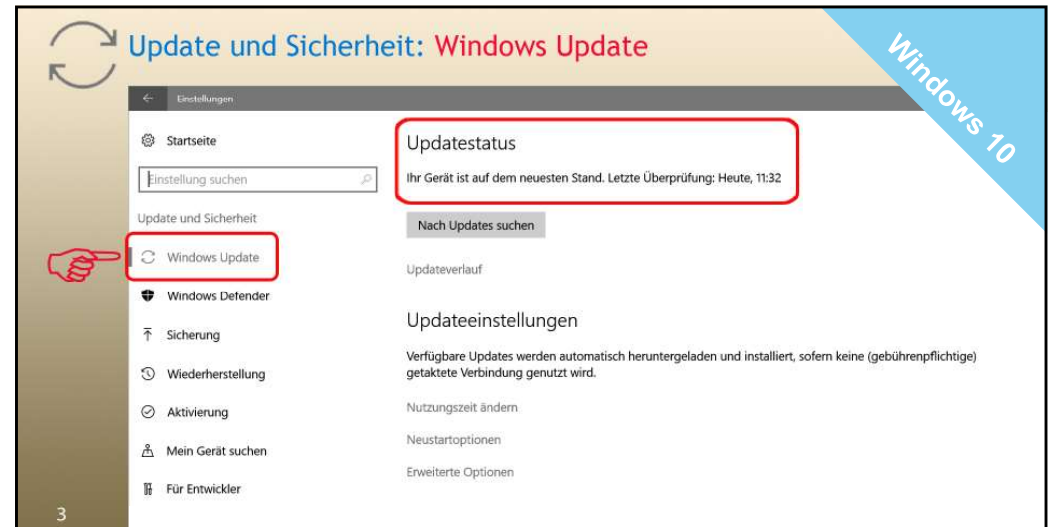 Update und Sicherheit: Windows Update
Windows 10
Einstellungen
Startseite
Einstellung suchen
Update und Sicherheit
Windows Update
Windows Defender
Sicherung
Wiederherstellung
Aktivierung
Mein Gerät suchen
Für Entwickler
Updatestatus
Ihr Gerät ist auf dem neuesten Stand. Letzte Überprüfung: Heute, 11:32
Nach Updates suchen
Updateverlauf
Updateeinstellungen
Verfügbare Updates werden automatisch heruntergeladen und installiert, sofern keine (gebührenpflichtige)
getaktete Verbindung genutzt wird.
Nutzungszeit ändern
Neustartoptionen
Erweiterte Optionen
3